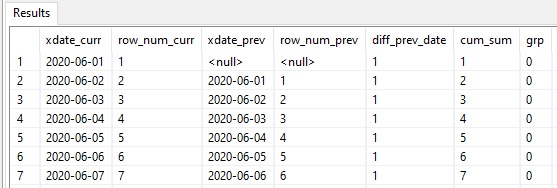 Results
xdate_curr row_num_curr xdate_prev row_num_prev diff_prev_date cum_sum grp
1 2020-06-01 1 <null> <null> 1 1 0
2 2020-06-02 2 2020-06-01 1 1 2 0
3 2020-06-03 3 2020-06-02 2 1 3 0
4 2020-06-04 4 2020-06-03 3 1 4 0
5 2020-06-05 5 2020-06-04 4 1 5 0
6 2020-06-06 6 2020-06-05 5 1 6 0
7 2020-06-07 7 2020-06-06 6 1 7 0